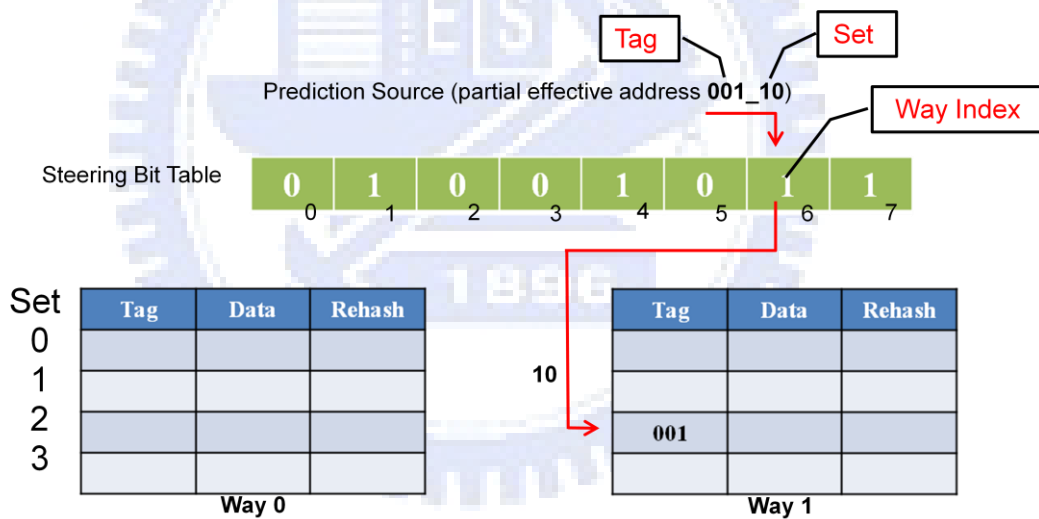 Tag
Set
Prediction Source (partial effective address 001_10)
Way Index
Steering Bit Table
0 1 0 0 1 0 1 1
0 1 2 3 4 5 6 7
1896
Set
Tag Data Rehash
Tag Data Rehash
0
1
10
2
001
3
Way 0
Way 1